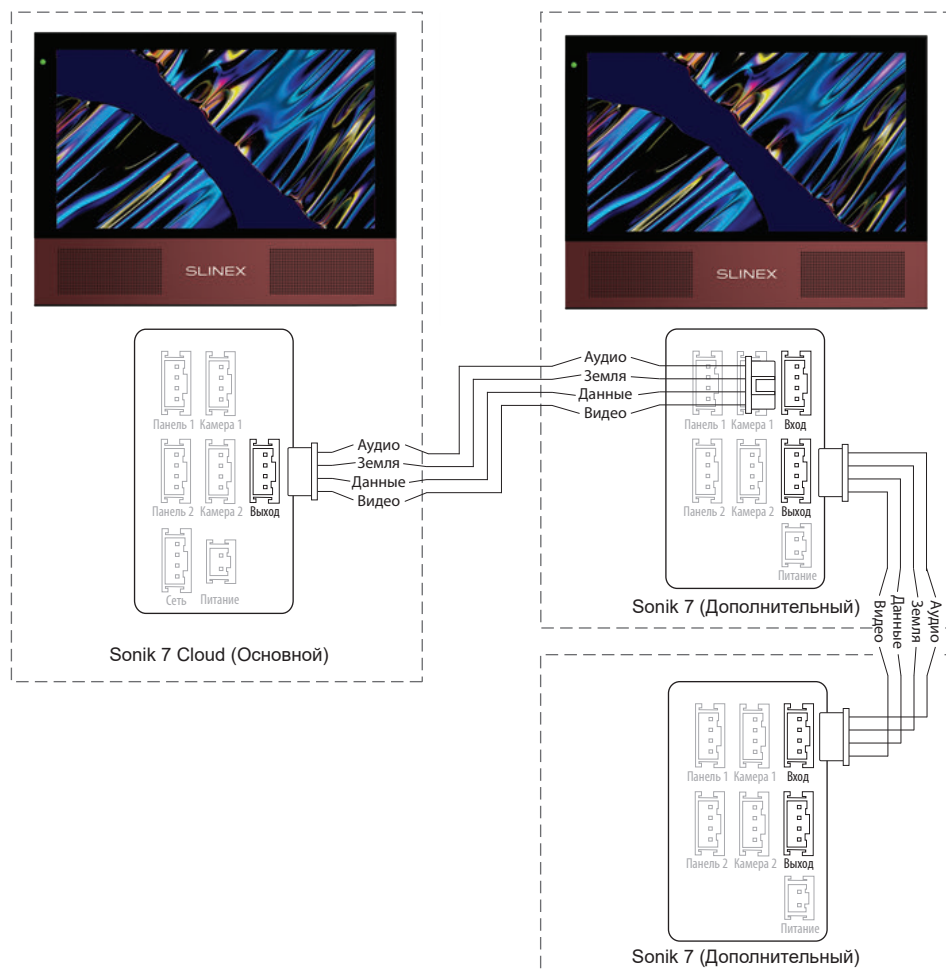 SLINEX
Панель 1
Камера 1
Панель 2
Камера 2
Выход
Сеть
Питание
Аудио
Земля
Данные
Видео
Sonik 7 Cloud (Основной)
SLINEX
Аудио
Земля
Данные
Видео
Панель 1
Камера 1
Вход
Панель 2
Камера 2
Выход
Питание
Sonik 7 (Дополнительный)
Видео
Данные
Земля
Аудио
Панель 1
Камера 1
Вход
Панель 2
Камера 2
Выход
Питание
Sonik 7 (Дополнительный)